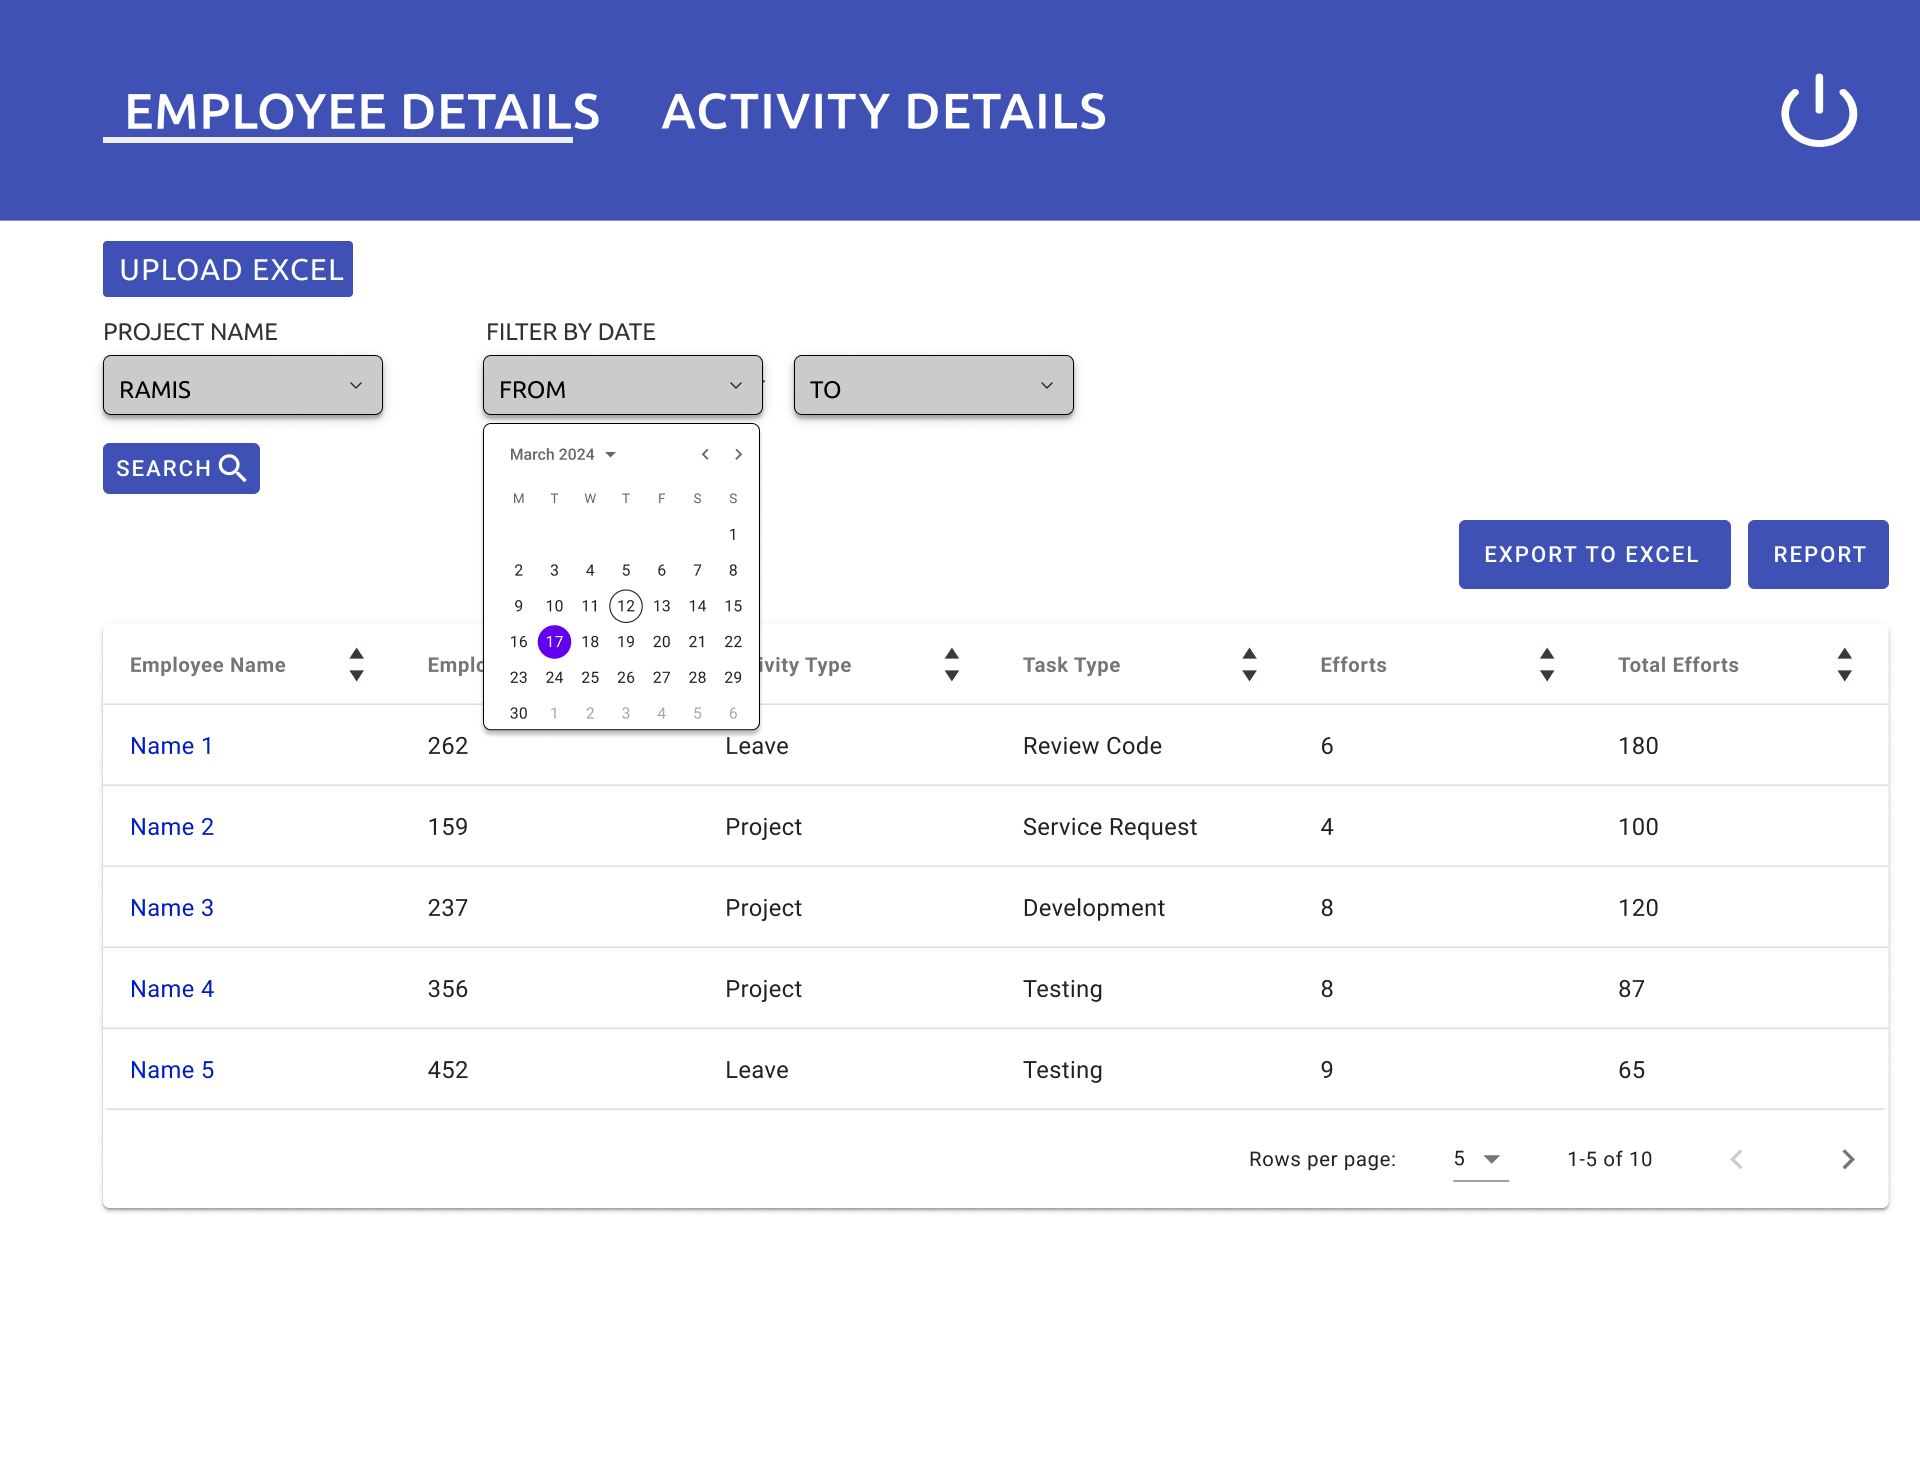 EMPLOYEE DETAILS ACTIVITY DETAILS
UPLOAD EXCEL
PROJECT NAME FILTER BY DATE
RAMIS FROM TO
SEARCH
March 2024
M T W T F S S
1
2 3 4 5 6 7 8
9 10 11 12 13 14 15
16 17 18 19 20 21 22
23 24 25 26 27 28 29
30 1 2 3 4 5 6
EXPORT TO EXCEL REPORT
Employee Name Emplo ivity Type Task Type Efforts Total Efforts
Name 1 262 Leave Review Code 6 180
Name 2 159 Project Service Request 4 100
Name 3 237 Project Development 8 120
Name 4 356 Project Testing 8 87
Name 5 452 Leave Testing 9 65
Rows per page: 5 1-5 of 10